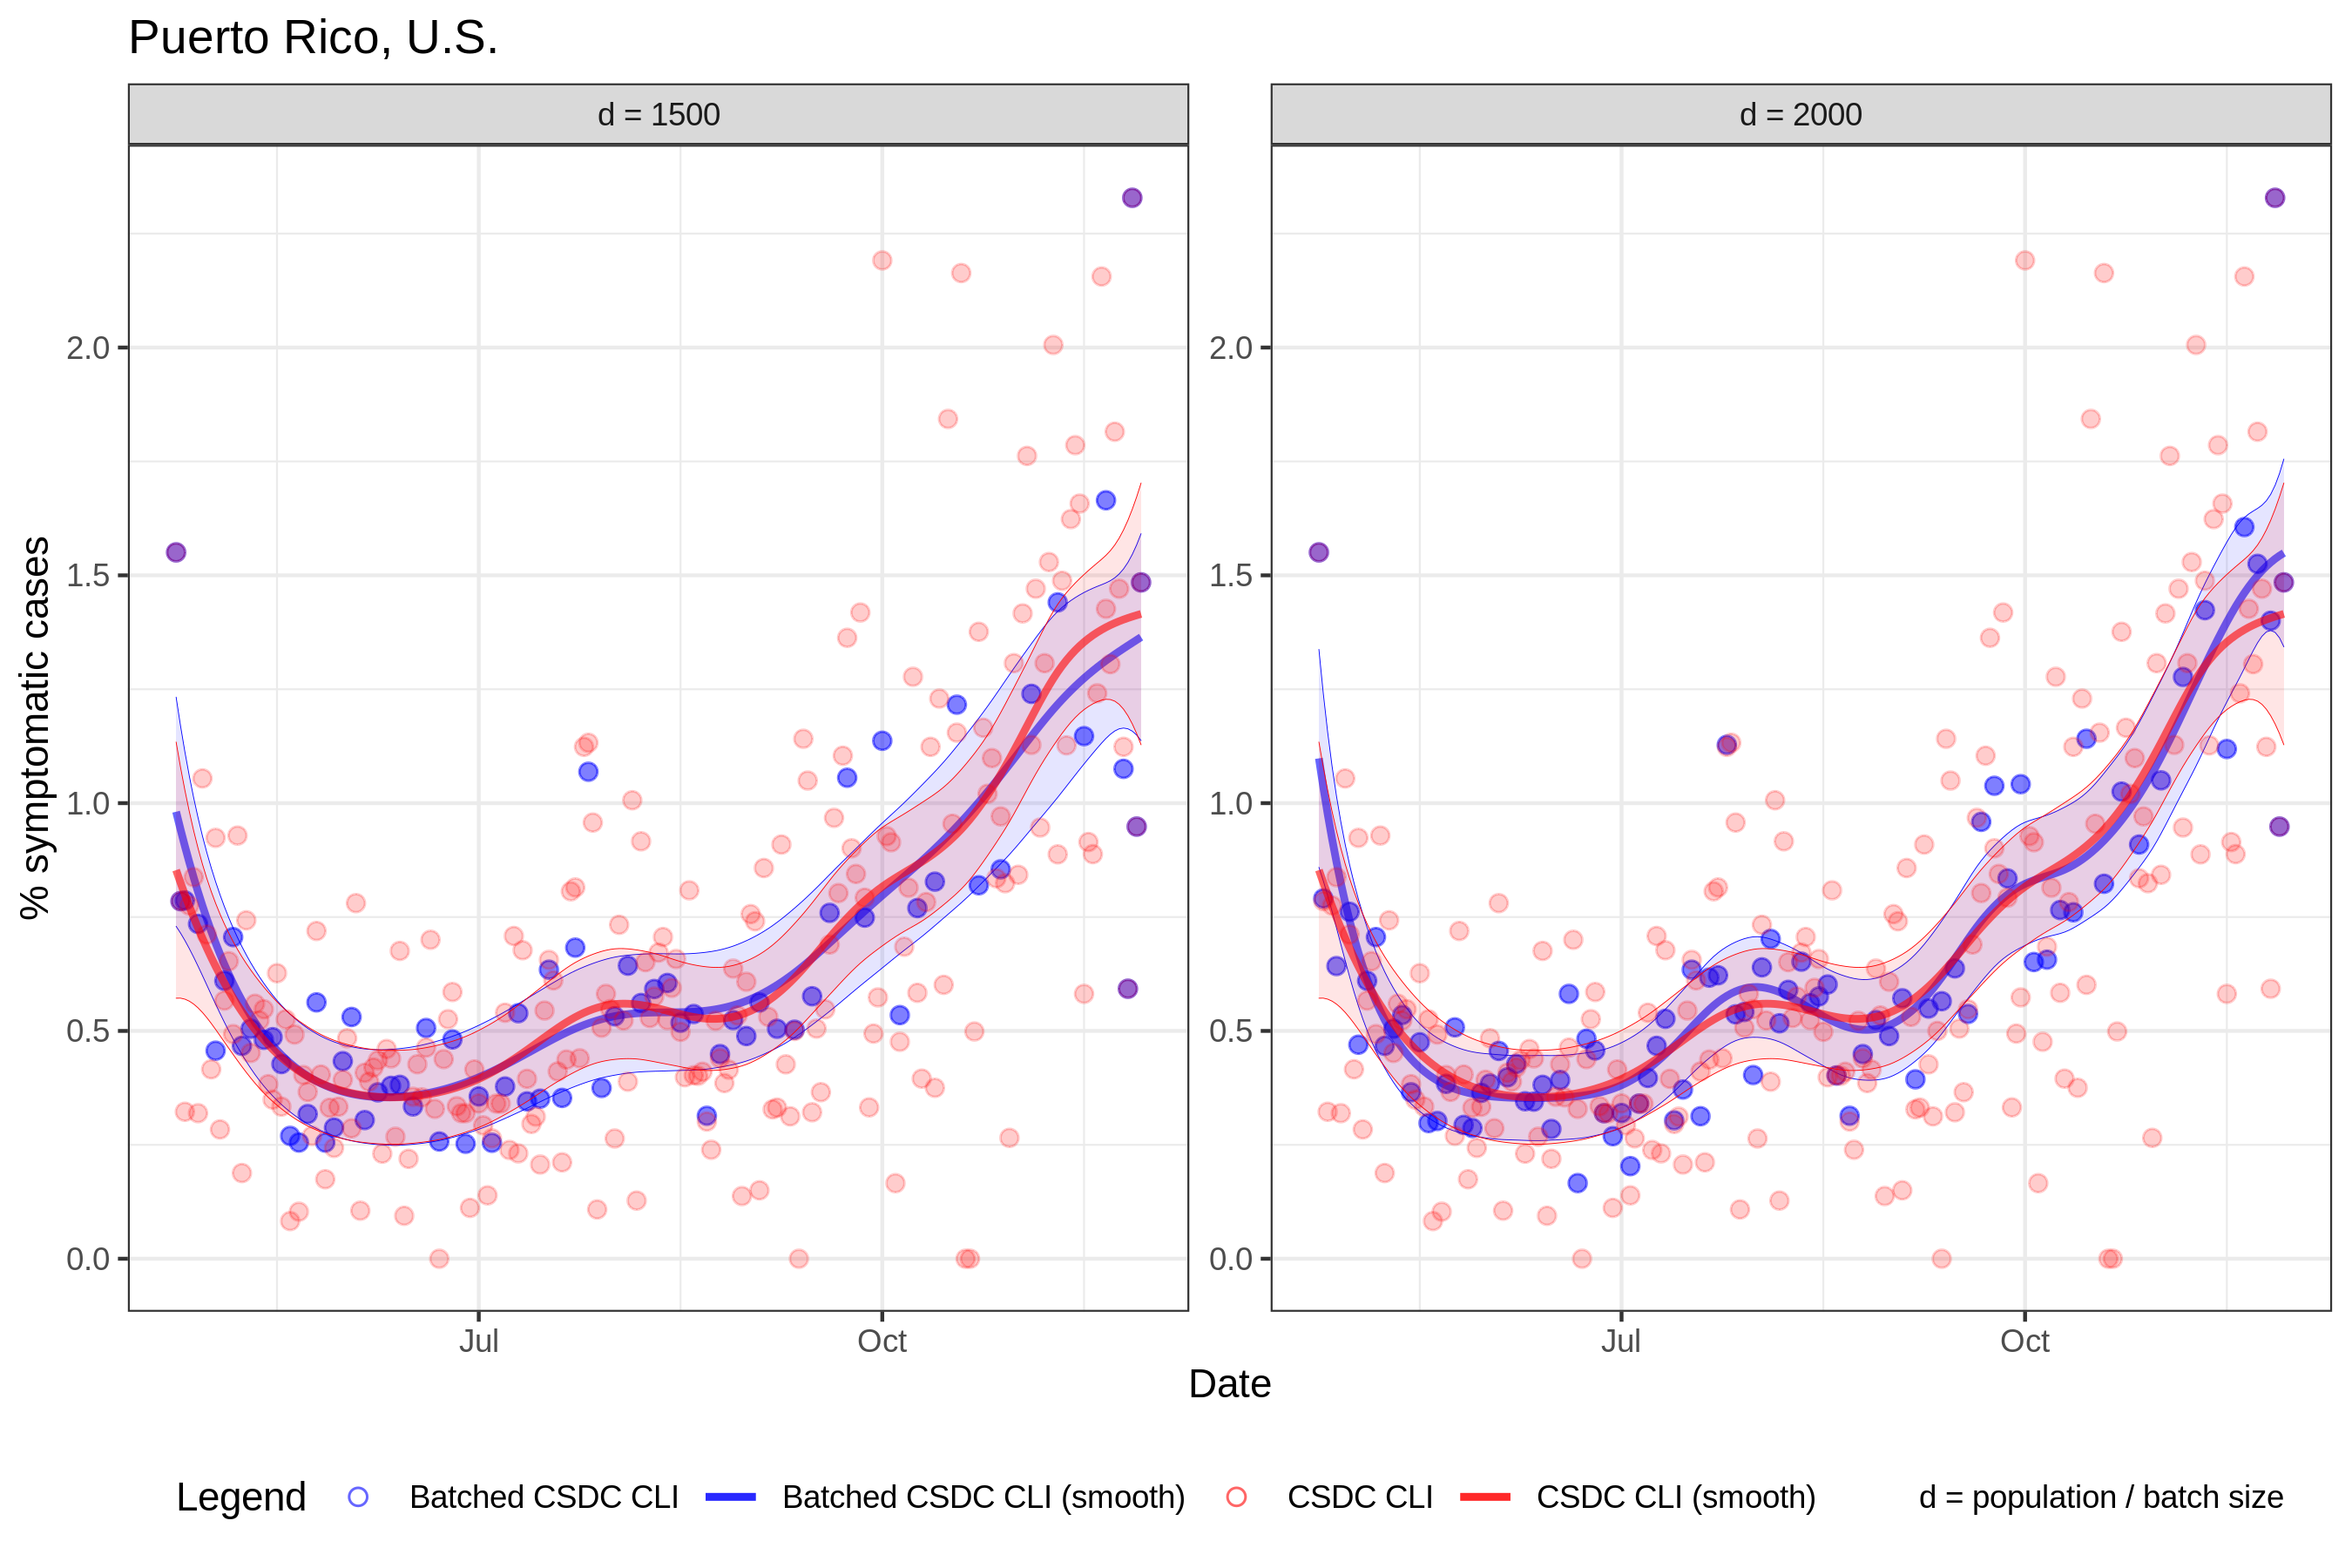 Puerto Rico, U.S.
d = 1500
d = 2000
% symptomatic cases
2.0
1.5
1.0
0.5
0.0
2.0
1.5
1.0
0.5
0.0
Jul
Oct
Jul
Oct
Date
Legend
Batched CSDC CLI
Batched CSDC CLI (smooth)
CSDC CLI
CSDC CLI (smooth)
d = population / batch size